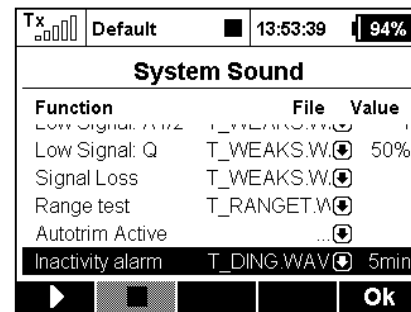 Tx Default 13:53:39 94%
System Sound
Function File Value
Low Signal: Q T_WEAKS.W. 50%
Signal Loss T_WEAKS.W.
Range test T_RANGET.W
Autotrim Active ...
Inactivity alarm T_DING.WAV 5min
Ok